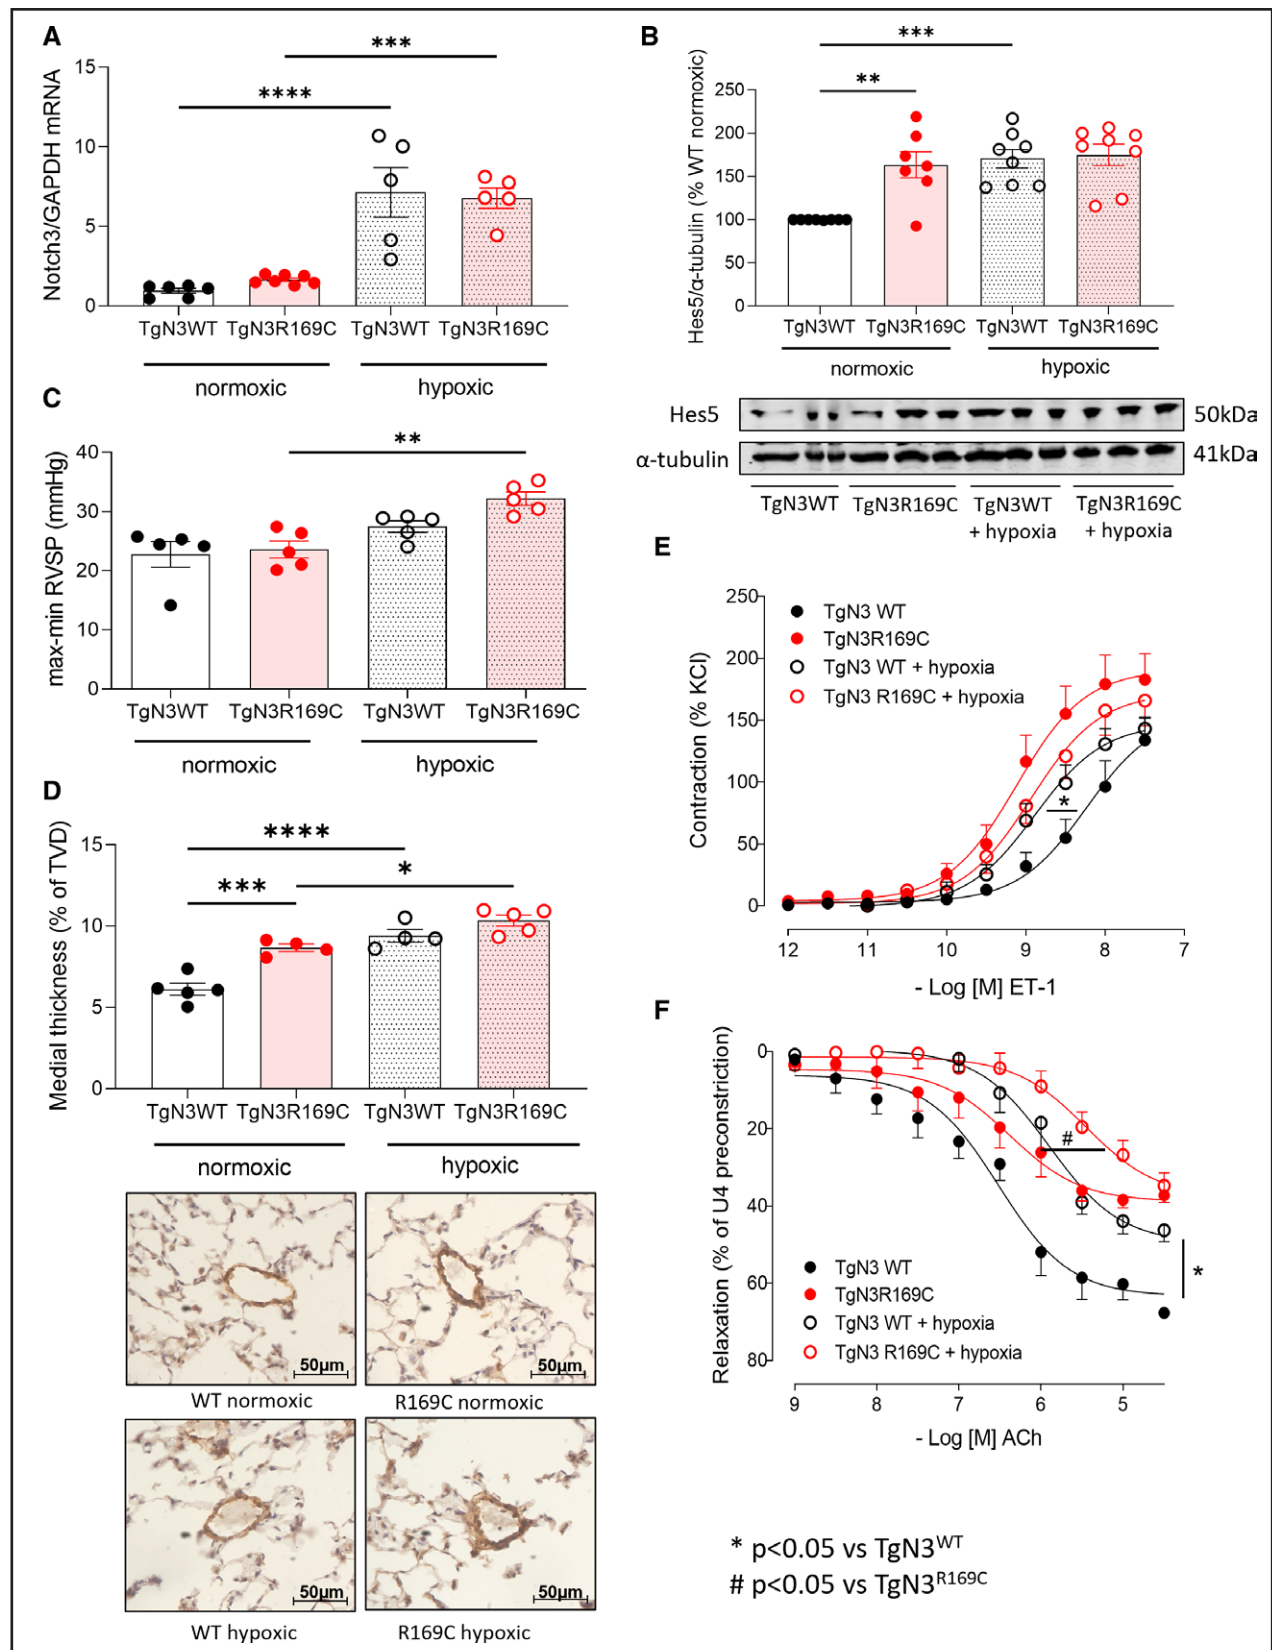 A
***
****
Notch3/GAPDH mRNA
15
10
5
0
TgN3WT TgN3R169C TgN3WT TgN3R169C
normoxic hypoxic
B
***
**
Hes5/α-tubulin (% WT normoxic)
250
200
150
100
50
0
TgN3WT TgN3R169C TgN3WT TgN3R169C
normoxic hypoxic
Hes5 50kDa
α-tubulin 41kDa
TgN3WT TgN3R169C TgN3WT TgN3R169C
+ hypoxia + hypoxia
C
**
max-min RVSP (mmHg)
40
30
20
10
0
TgN3WT TgN3R169C TgN3WT TgN3R169C
normoxic hypoxic
D
****
***
*
Medial thickness (% of TVD)
15
10
5
0
TgN3WT TgN3R169C TgN3WT TgN3R169C
normoxic hypoxic
50µm 50µm
WT normoxic R169C normoxic
50µm 50µm
WT hypoxic R169C hypoxic
E
Contraction (% KCl)
250
200
150
100
50
0
TgN3 WT
TgN3R169C
TgN3 WT + hypoxia
TgN3 R169C + hypoxia
*
12 11 10 9 8 7
- Log [M] ET-1
F
Relaxation (% of U4 preconstriction)
0
20
40
60
80
#
*
TgN3 WT
TgN3R169C
TgN3 WT + hypoxia
TgN3 R169C + hypoxia
9 8 7 6 5
- Log [M] ACh
* p<0.05 vs TgN3WT
# p<0.05 vs TgN3R169C